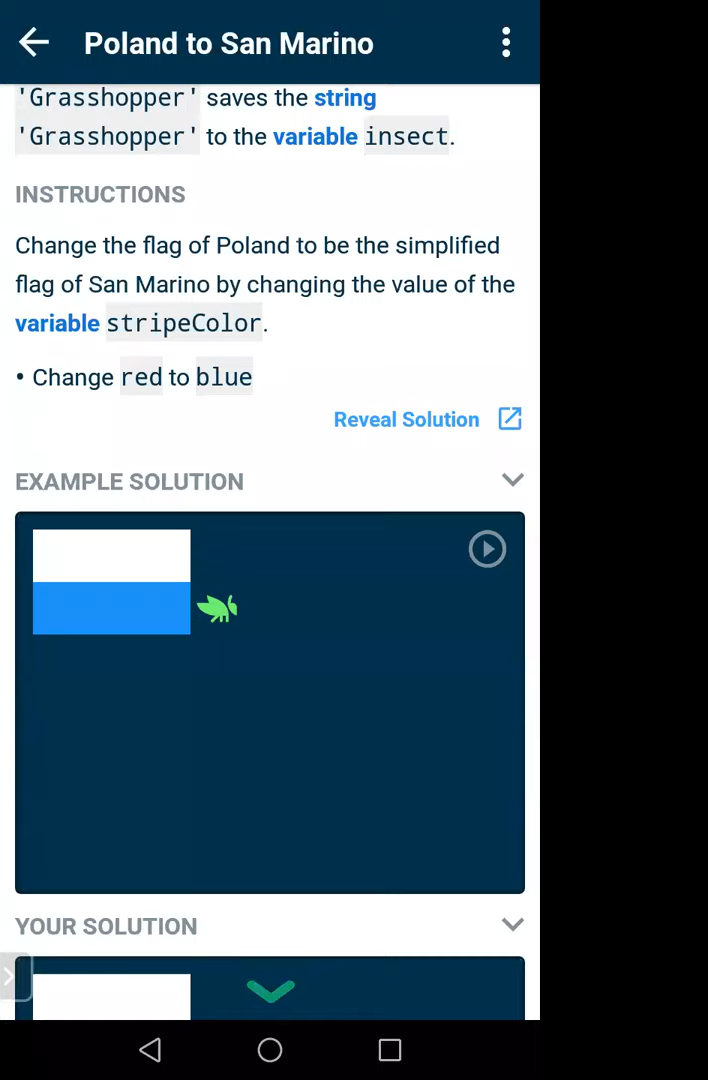 Poland to San Marino
'Grasshopper' saves the string
'Grasshopper' to the variable insect.
INSTRUCTIONS
Change the flag of Poland to be the simplified
flag of San Marino by changing the value of the
variable stripeColor.
• Change red to blue
Reveal Solution
EXAMPLE SOLUTION
YOUR SOLUTION